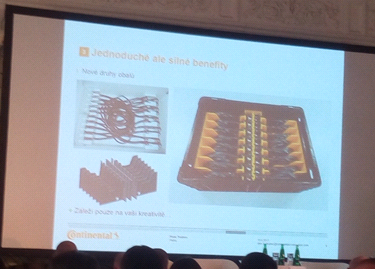 Jednoduché ale silné benefity
Nové druhy obalů
Záleží pouze na vaší kreativitě
Continental